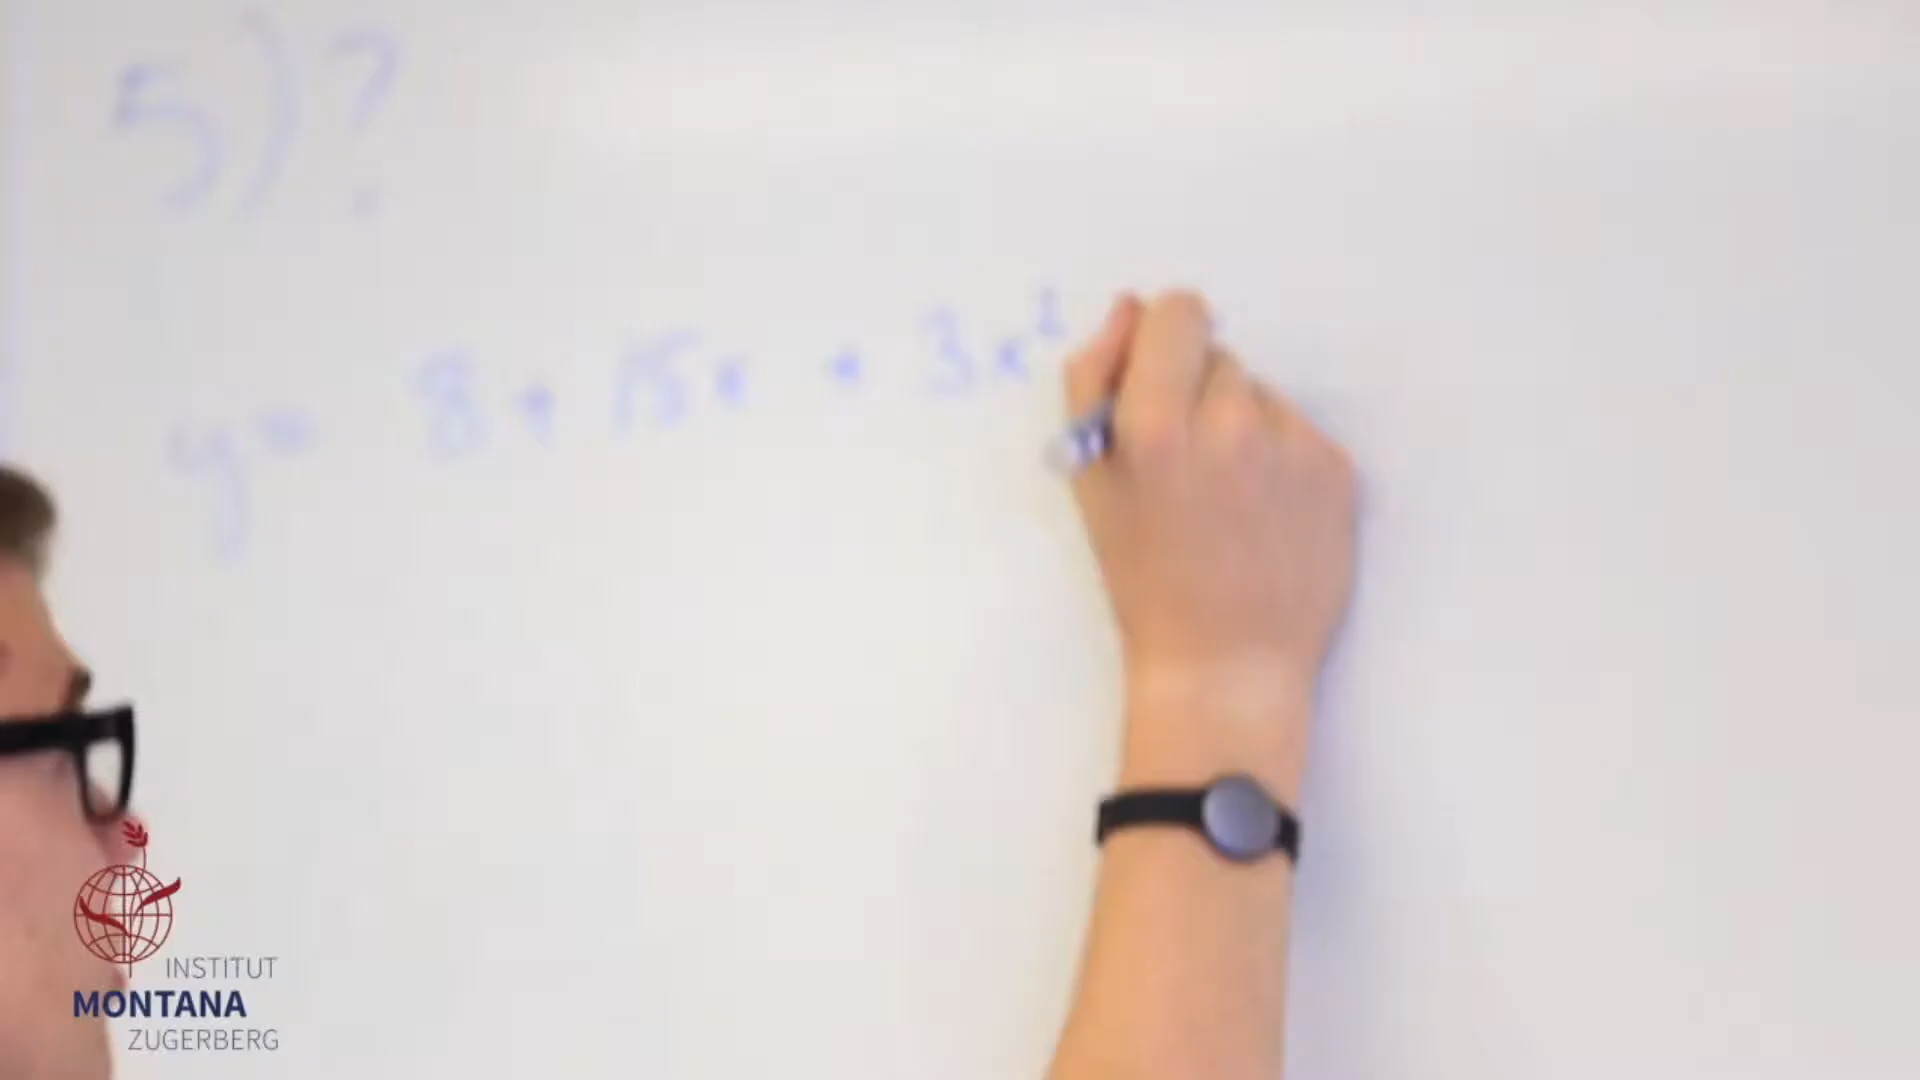 5) ?
y = 8 + 15x + 3x²
INSTITUT
MONTANA
ZUGERBERG